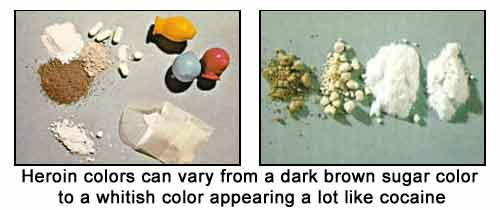 Heroin colors can vary from a dark brown sugar color
to a whitish color appearing a lot like cocaine